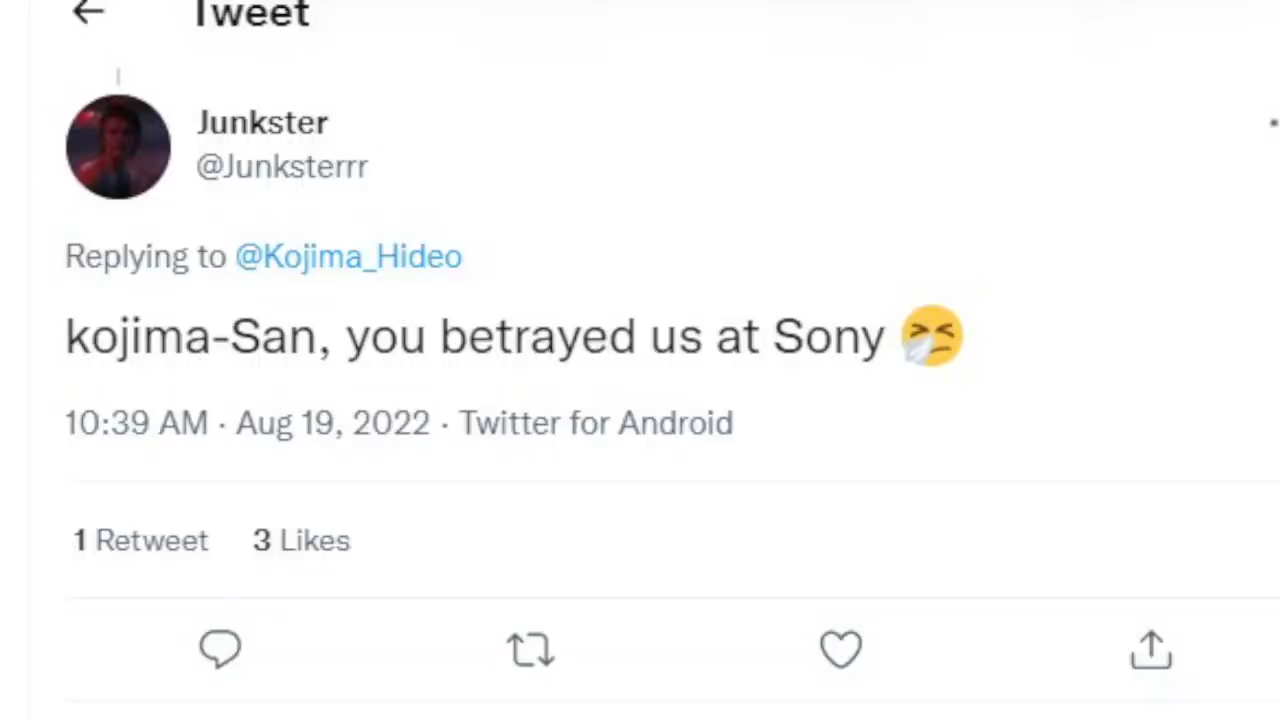 Tweet
Junkster
@Junksterrr
Replying to @Kojima_Hideo
kojima-San, you betrayed us at Sony 🤧
10:39 AM · Aug 19, 2022 · Twitter for Android
1 Retweet 3 Likes